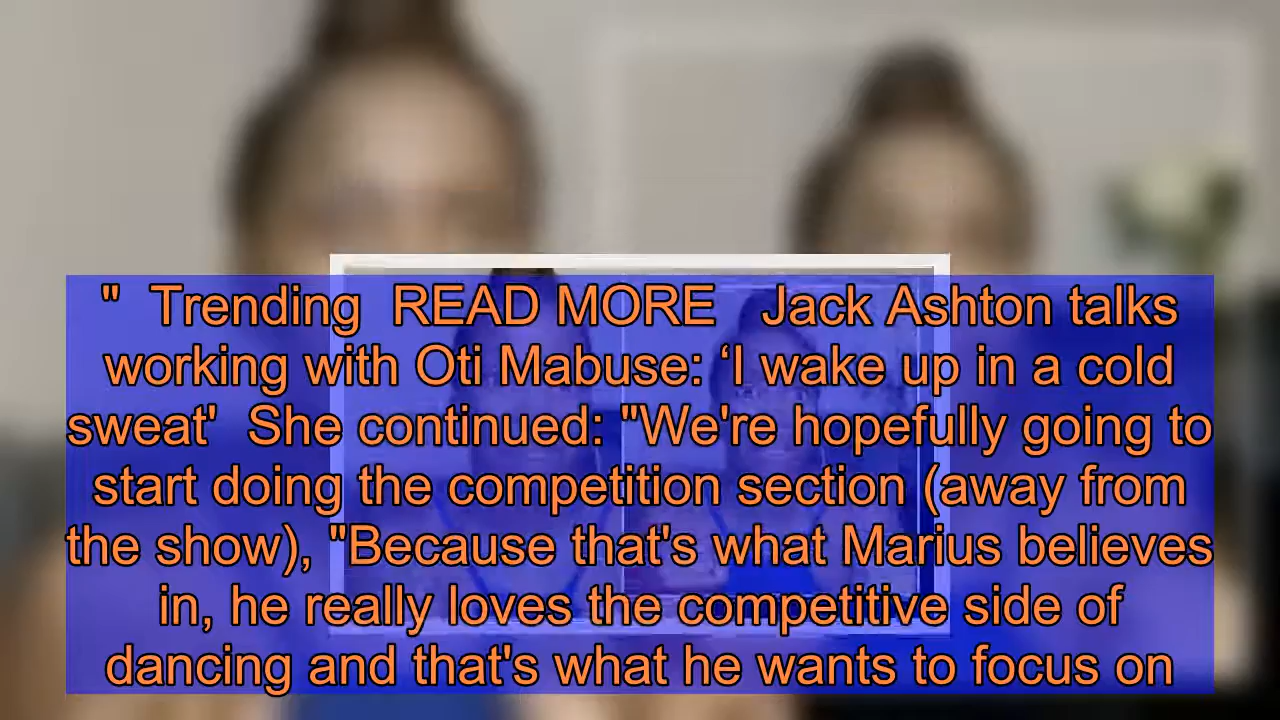 "  Trending  READ MORE   Jack Ashton talks
working with Oti Mabuse: ‘I wake up in a cold
sweat'  She continued: "We're hopefully going to
start doing the competition section (away from
the show), "Because that's what Marius believes
in, he really loves the competitive side of
dancing and that's what he wants to focus on